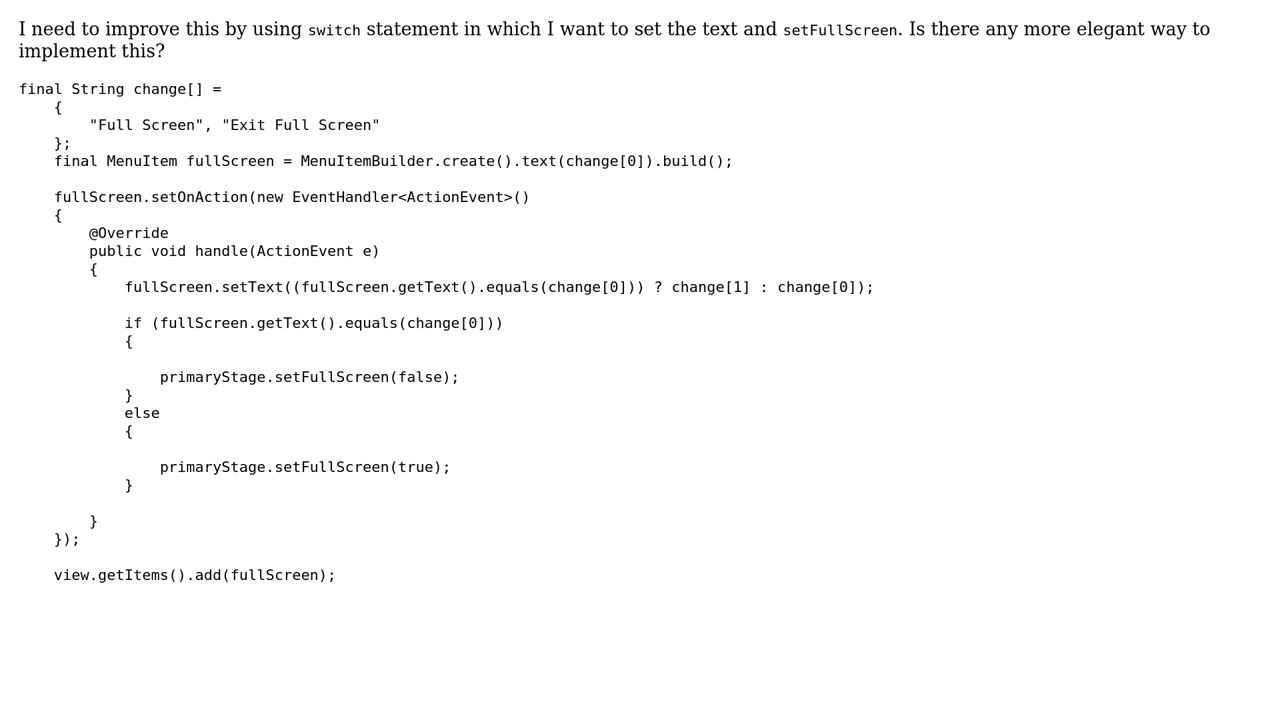 I need to improve this by using switch statement in which I want to set the text and setFullScreen. Is there any more elegant way to
implement this?
final String change[] =
    {
        "Full Screen", "Exit Full Screen"
    };
    final MenuItem fullScreen = MenuItemBuilder.create().text(change[0]).build();
    fullScreen.setOnAction(new EventHandler<ActionEvent>()
    {
        @Override
        public void handle(ActionEvent e)
        {
            fullScreen.setText((fullScreen.getText().equals(change[0])) ? change[1] : change[0]);
            if (fullScreen.getText().equals(change[0]))
            {
                primaryStage.setFullScreen(false);
            }
            else
            {
                primaryStage.setFullScreen(true);
            }
        }
    });
    view.getItems().add(fullScreen);